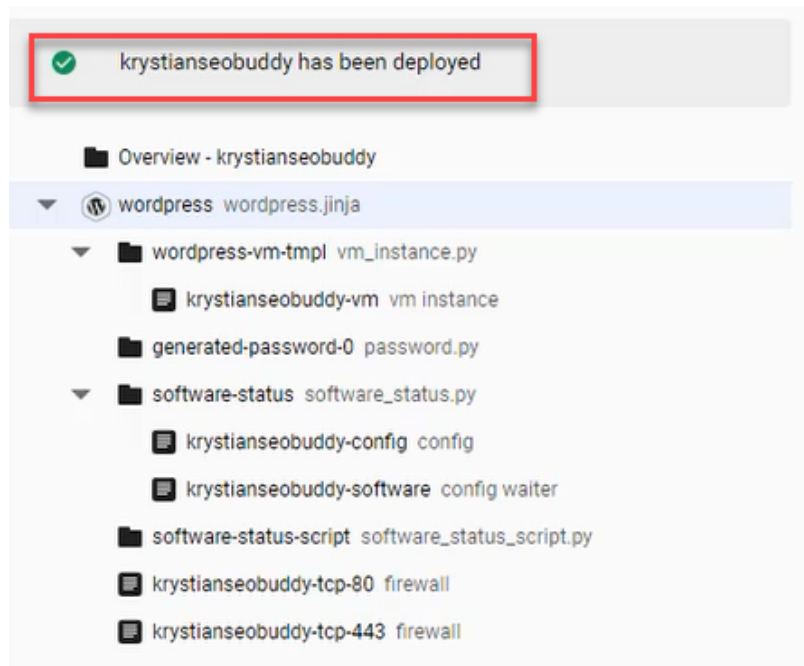 krystianseobuddy has been deployed
Overview - krystianseobuddy
wordpress wordpress.jinja
wordpress-vm-tmpl vm_instance.py
krystianseobuddy-vm vm instance
generated-password-0 password.py
software-status software_status.py
krystianseobuddy-config config
krystianseobuddy-software config waiter
software-status-script software_status_script.py
krystianseobuddy-tcp-80 firewall
krystianseobuddy-tcp-443 firewall